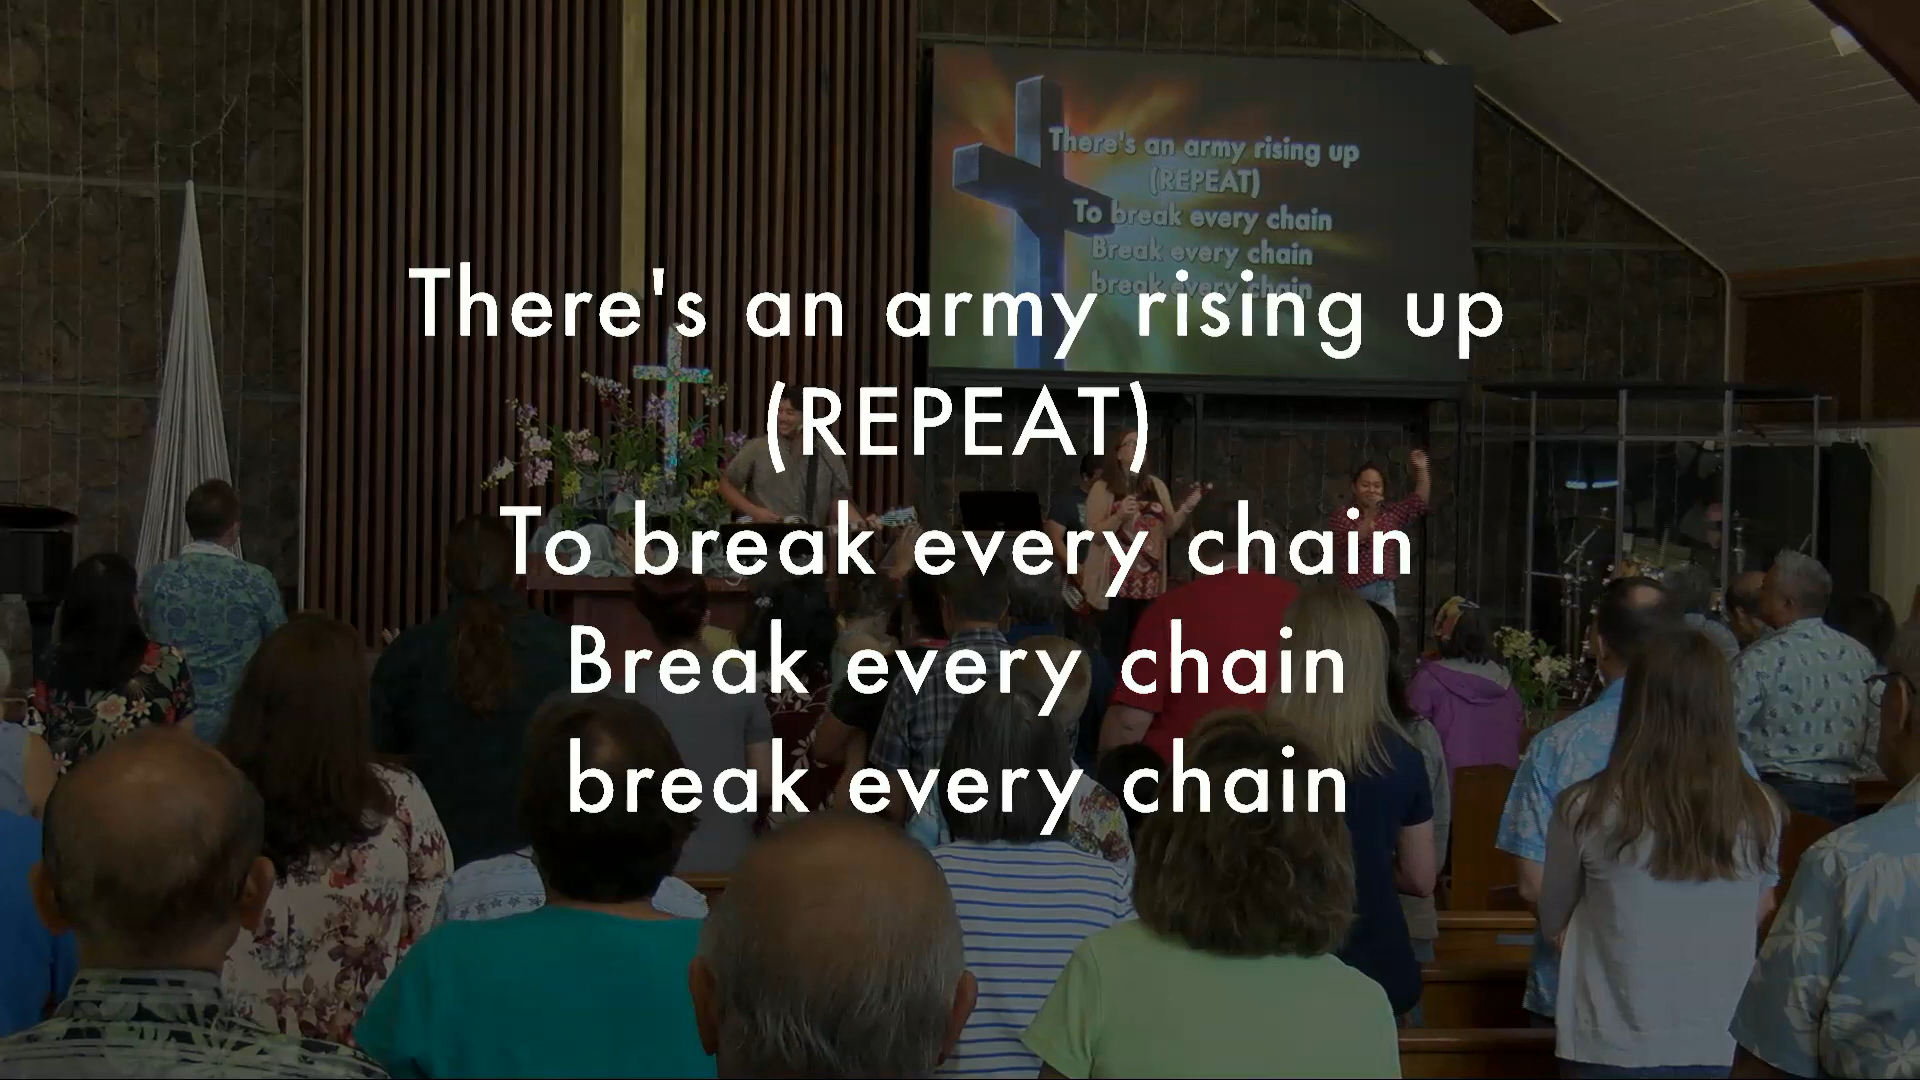 There's an army rising up
(REPEAT)
To break every chain
Break every chain
break every chain
There's an army rising up
(REPEAT)
To break every chain
Break every chain
break every chain